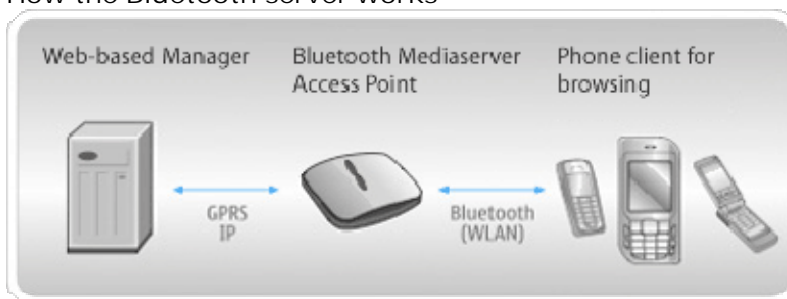 How the Bluetooth server works
Web-based Manager
Bluetooth Mediaserver
Access Point
Phone client for
browsing
GPRS
IP
Bluetooth
(WLAN)